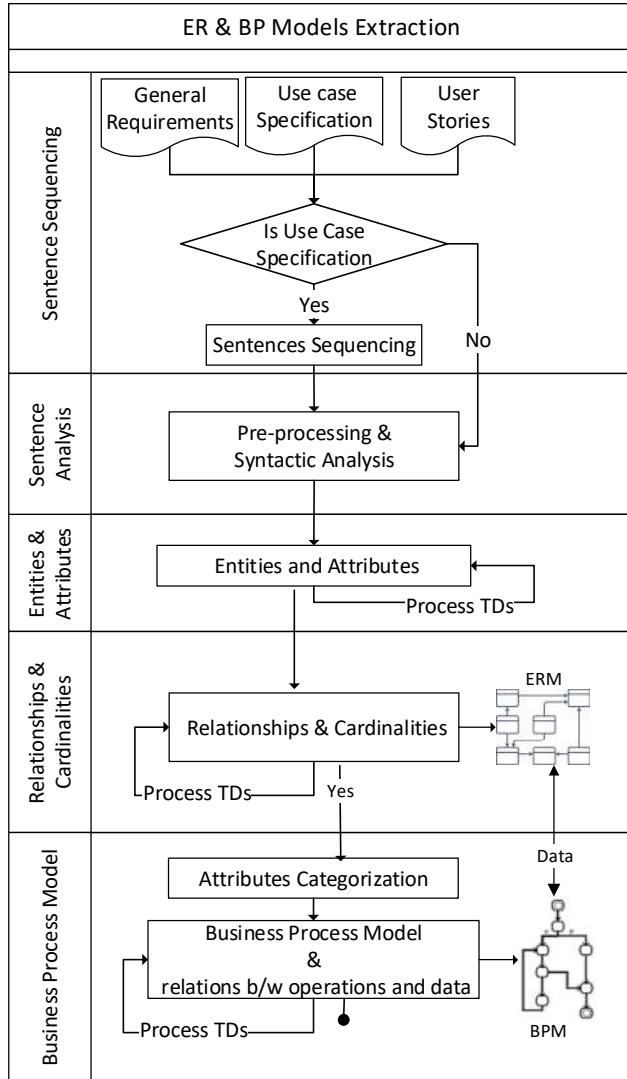 ER & BP Models Extraction
Sentence Sequencing
General
Requirements
Use case
Specification
User
Stories
Is Use Case
Specification
Yes
No
Sentences Sequencing
Sentence
Analysis
Pre-processing &
Syntactic Analysis
Entities &
Attributes
Entities and Attributes
Process TDs
Relationships &
Cardinalities
Relationships & Cardinalities
ERM
Process TDs
Yes
Data
Business Process Model
Attributes Categorization
Business Process Model
&
relations b/w operations and data
Process TDs
BPM